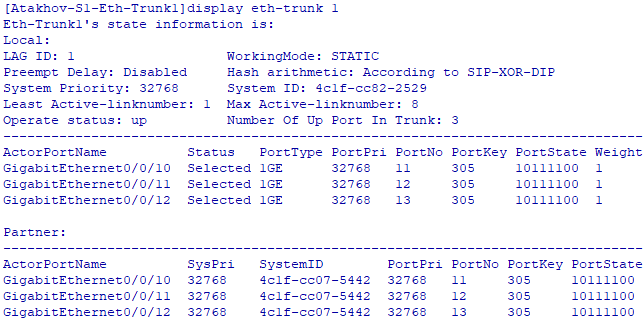 [Atakhov-S1-Eth-Trunk1]display eth-trunk 1
Eth-Trunk1's state information is:
Local:
LAG ID: 1 WorkingMode: STATIC
Preempt Delay: Disabled Hash arithmetic: According to SIP-XOR-DIP
System Priority: 32768 System ID: 4c1f-cc82-2529
Least Active-linknumber: 1 Max Active-linknumber: 8
Operate status: up Number Of Up Port In Trunk: 3
--------------------------------------------------------------------------------
ActorPortName Status PortType PortPri PortNo PortKey PortState Weight
GigabitEthernet0/0/10 Selected 1GE 32768 11 305 10111100 1
GigabitEthernet0/0/11 Selected 1GE 32768 12 305 10111100 1
GigabitEthernet0/0/12 Selected 1GE 32768 13 305 10111100 1
Partner:
--------------------------------------------------------------------------------
ActorPortName SysPri SystemID PortPri PortNo PortKey PortState
GigabitEthernet0/0/10 32768 4c1f-cc07-5442 32768 11 305 10111100
GigabitEthernet0/0/11 32768 4c1f-cc07-5442 32768 12 305 10111100
GigabitEthernet0/0/12 32768 4c1f-cc07-5442 32768 13 305 10111100